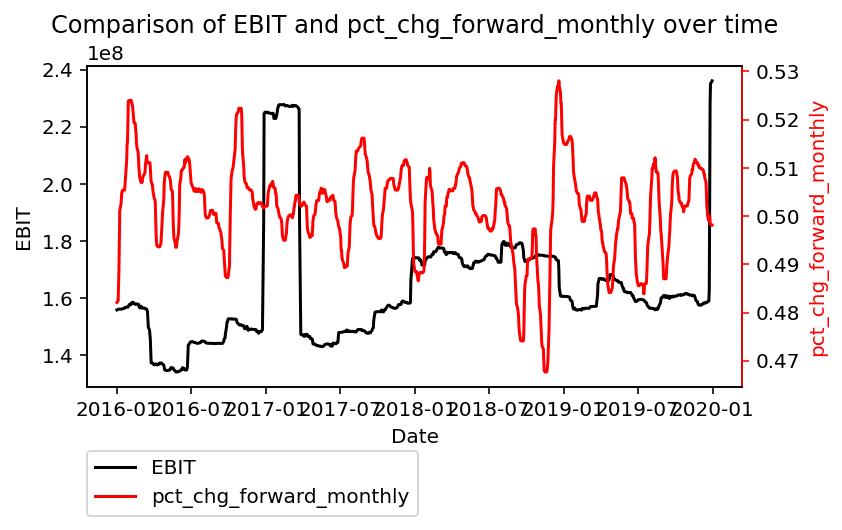 Comparison of EBIT and pct_chg_forward_monthly over time
1e8
2.4
2.2
2.0
1.8
1.6
1.4
EBIT
0.53
0.52
0.51
0.50
0.49
0.48
0.47
pct_chg_forward_monthly
2016-01 2016-07 2017-01 2017-07 2018-01 2018-07 2019-01 2019-07 2020-01
Date
EBIT
pct_chg_forward_monthly